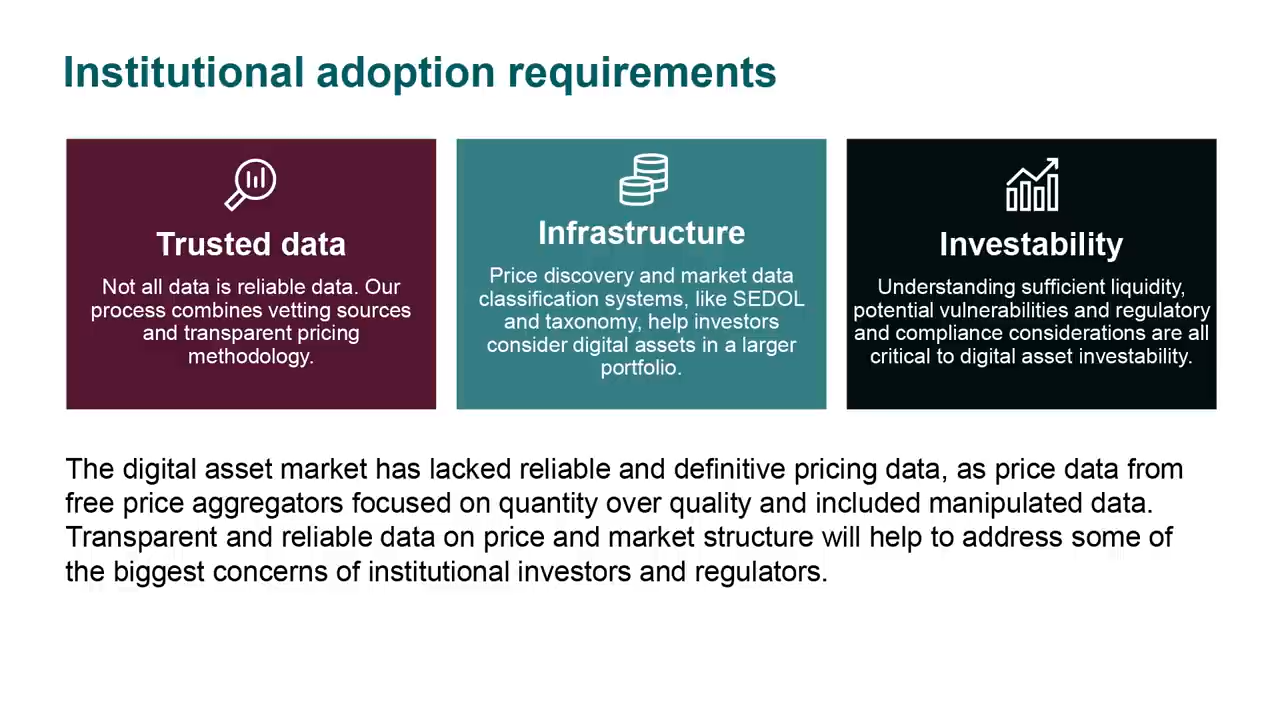 Institutional adoption requirements
Trusted data
Not all data is reliable data. Our
process combines vetting sources
and transparent pricing
methodology.
Infrastructure
Price discovery and market data
classification systems, like SEDOL
and taxonomy, help investors
consider digital assets in a larger
portfolio.
Investability
Understanding sufficient liquidity,
potential vulnerabilities and regulatory
and compliance considerations are all
critical to digital asset investability.
The digital asset market has lacked reliable and definitive pricing data, as price data from
free price aggregators focused on quantity over quality and included manipulated data.
Transparent and reliable data on price and market structure will help to address some of
the biggest concerns of institutional investors and regulators.